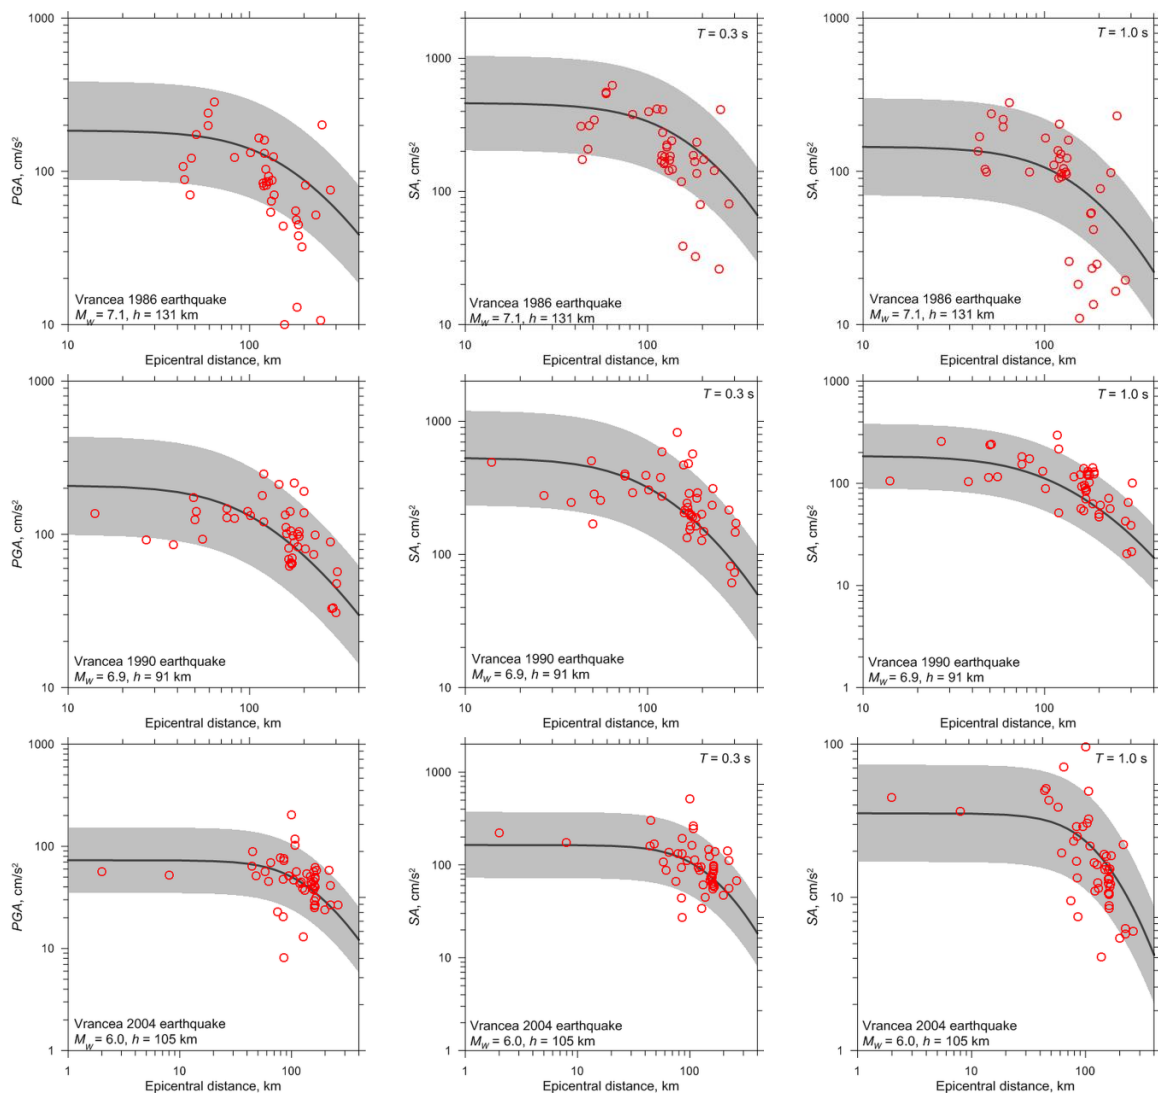 1000
100
10
PGA, cm/s²
Vrancea 1986 earthquake
M_w = 7.1, h = 131 km
10
100
Epicentral distance, km
T = 0.3 s
1000
100
10
SA, cm/s²
Vrancea 1986 earthquake
M_w = 7.1, h = 131 km
10
100
Epicentral distance, km
T = 1.0 s
1000
100
10
SA, cm/s²
Vrancea 1986 earthquake
M_w = 7.1, h = 131 km
10
100
Epicentral distance, km
1000
100
10
PGA, cm/s²
Vrancea 1990 earthquake
M_w = 6.9, h = 91 km
10
100
Epicentral distance, km
T = 0.3 s
1000
100
10
SA, cm/s²
Vrancea 1990 earthquake
M_w = 6.9, h = 91 km
10
100
Epicentral distance, km
T = 1.0 s
1000
100
10
1
SA, cm/s²
Vrancea 1990 earthquake
M_w = 6.9, h = 91 km
10
100
Epicentral distance, km
1000
100
10
1
PGA, cm/s²
Vrancea 2004 earthquake
M_w = 6.0, h = 105 km
1
10
100
Epicentral distance, km
T = 0.3 s
1000
100
10
1
SA, cm/s²
Vrancea 2004 earthquake
M_w = 6.0, h = 105 km
1
10
100
Epicentral distance, km
T = 1.0 s
100
10
1
SA, cm/s²
Vrancea 2004 earthquake
M_w = 6.0, h = 105 km
1
10
100
Epicentral distance, km